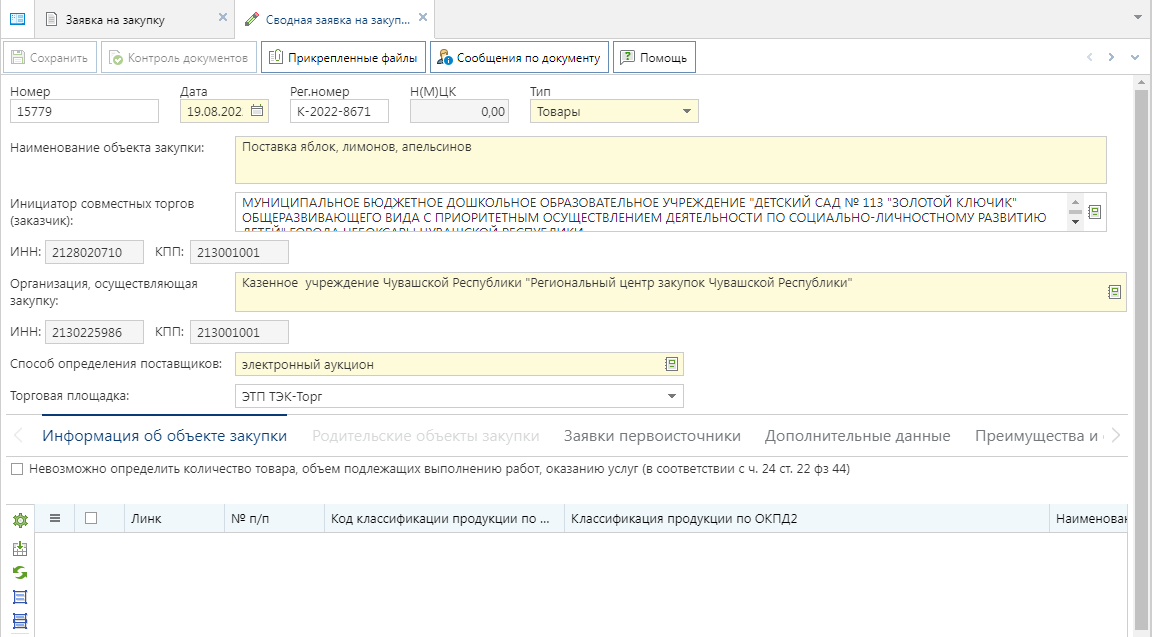 Заявка на закупку
Сводная заявка на закуп...
Сохранить
Контроль документов
Прикрепленные файлы
Сообщения по документу
Помощь
Номер Дата Рег.номер Н(М)ЦК Тип
15779 19.08.202 К-2022-8671 0,00 Товары
Наименование объекта закупки: Поставка яблок, лимонов, апельсинов
Инициатор совместных торгов
(заказчик):
МУНИЦИПАЛЬНОЕ БЮДЖЕТНОЕ ДОШКОЛЬНОЕ ОБРАЗОВАТЕЛЬНОЕ УЧРЕЖДЕНИЕ "ДЕТСКИЙ САД № 113 "ЗОЛОТОЙ КЛЮЧИК"
ОБЩЕРАЗВИВАЮЩЕГО ВИДА С ПРИОРИТЕТНЫМ ОСУЩЕСТВЛЕНИЕМ ДЕЯТЕЛЬНОСТИ ПО СОЦИАЛЬНО-ЛИЧНОСТНОМУ РАЗВИТИЮ
ДЕТЕЙ" ГОРОДА ЧЕБОКСАРЫ ЧУВАШСКОЙ РЕСПУБЛИКИ
ИНН: 2128020710 КПП: 213001001
Организация, осуществляющая
закупку:
Казенное учреждение Чувашской Республики "Региональный центр закупок Чувашской Республики"
ИНН: 2130225986 КПП: 213001001
Способ определения поставщиков: электронный аукцион
Торговая площадка: ЭТП ТЭК-Торг
Информация об объекте закупки Родительские объекты закупки Заявки первоисточники Дополнительные данные Преимущества и
Невозможно определить количество товара, объем подлежащих выполнению работ, оказанию услуг (в соответствии с ч. 24 ст. 22 фз 44)
Линк № п/п Код классификации продукции по ... Классификация продукции по ОКПД2 Наименован